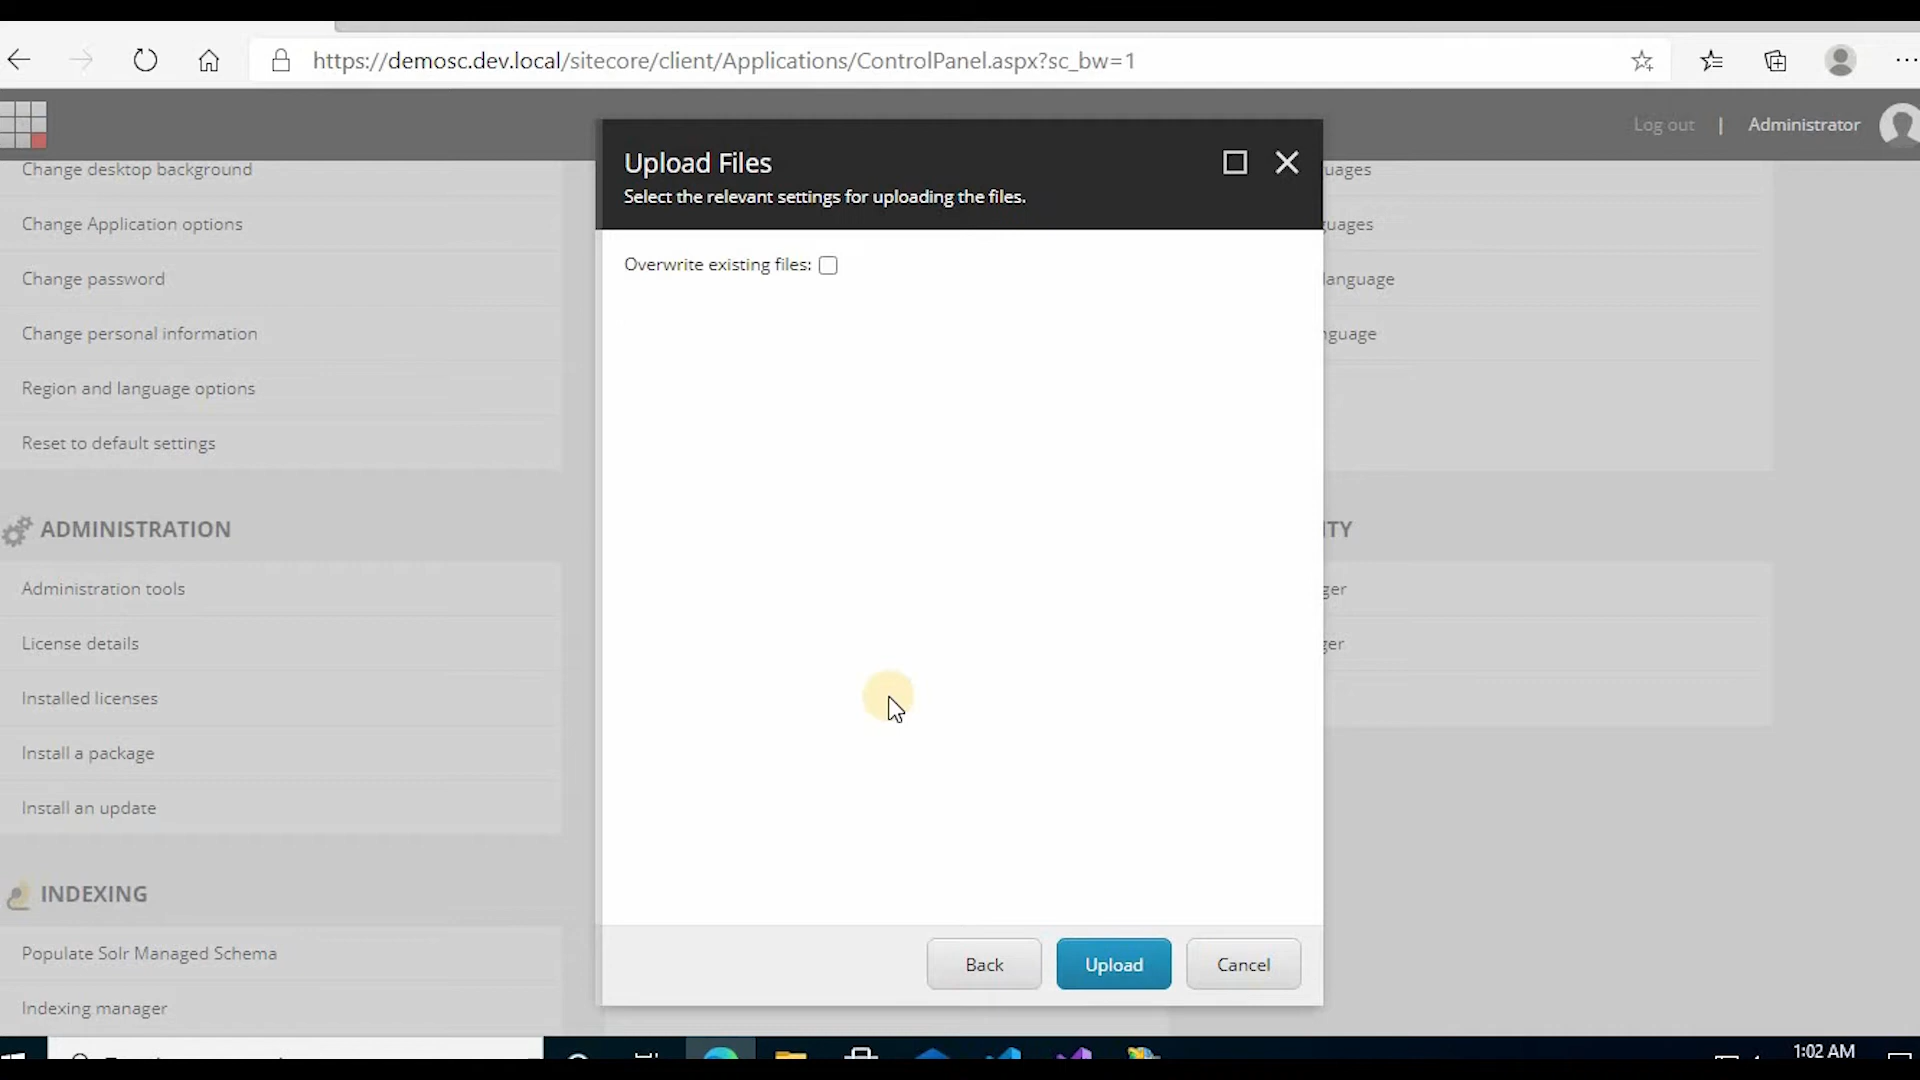 https://demosc.dev.local/sitecore/client/Applications/ControlPanel.aspx?sc_bw=1
Log out | Administrator
Upload Files
Select the relevant settings for uploading the files.
Overwrite existing files:
Change desktop background
Change Application options
Change password
Change personal information
Region and language options
Reset to default settings
ADMINISTRATION
Administration tools
License details
Installed licenses
Install a package
Install an update
INDEXING
Populate Solr Managed Schema
Indexing manager
uages
guages
language
nguage
ITY
ger
ger
Back
Upload
Cancel
1:02 AM